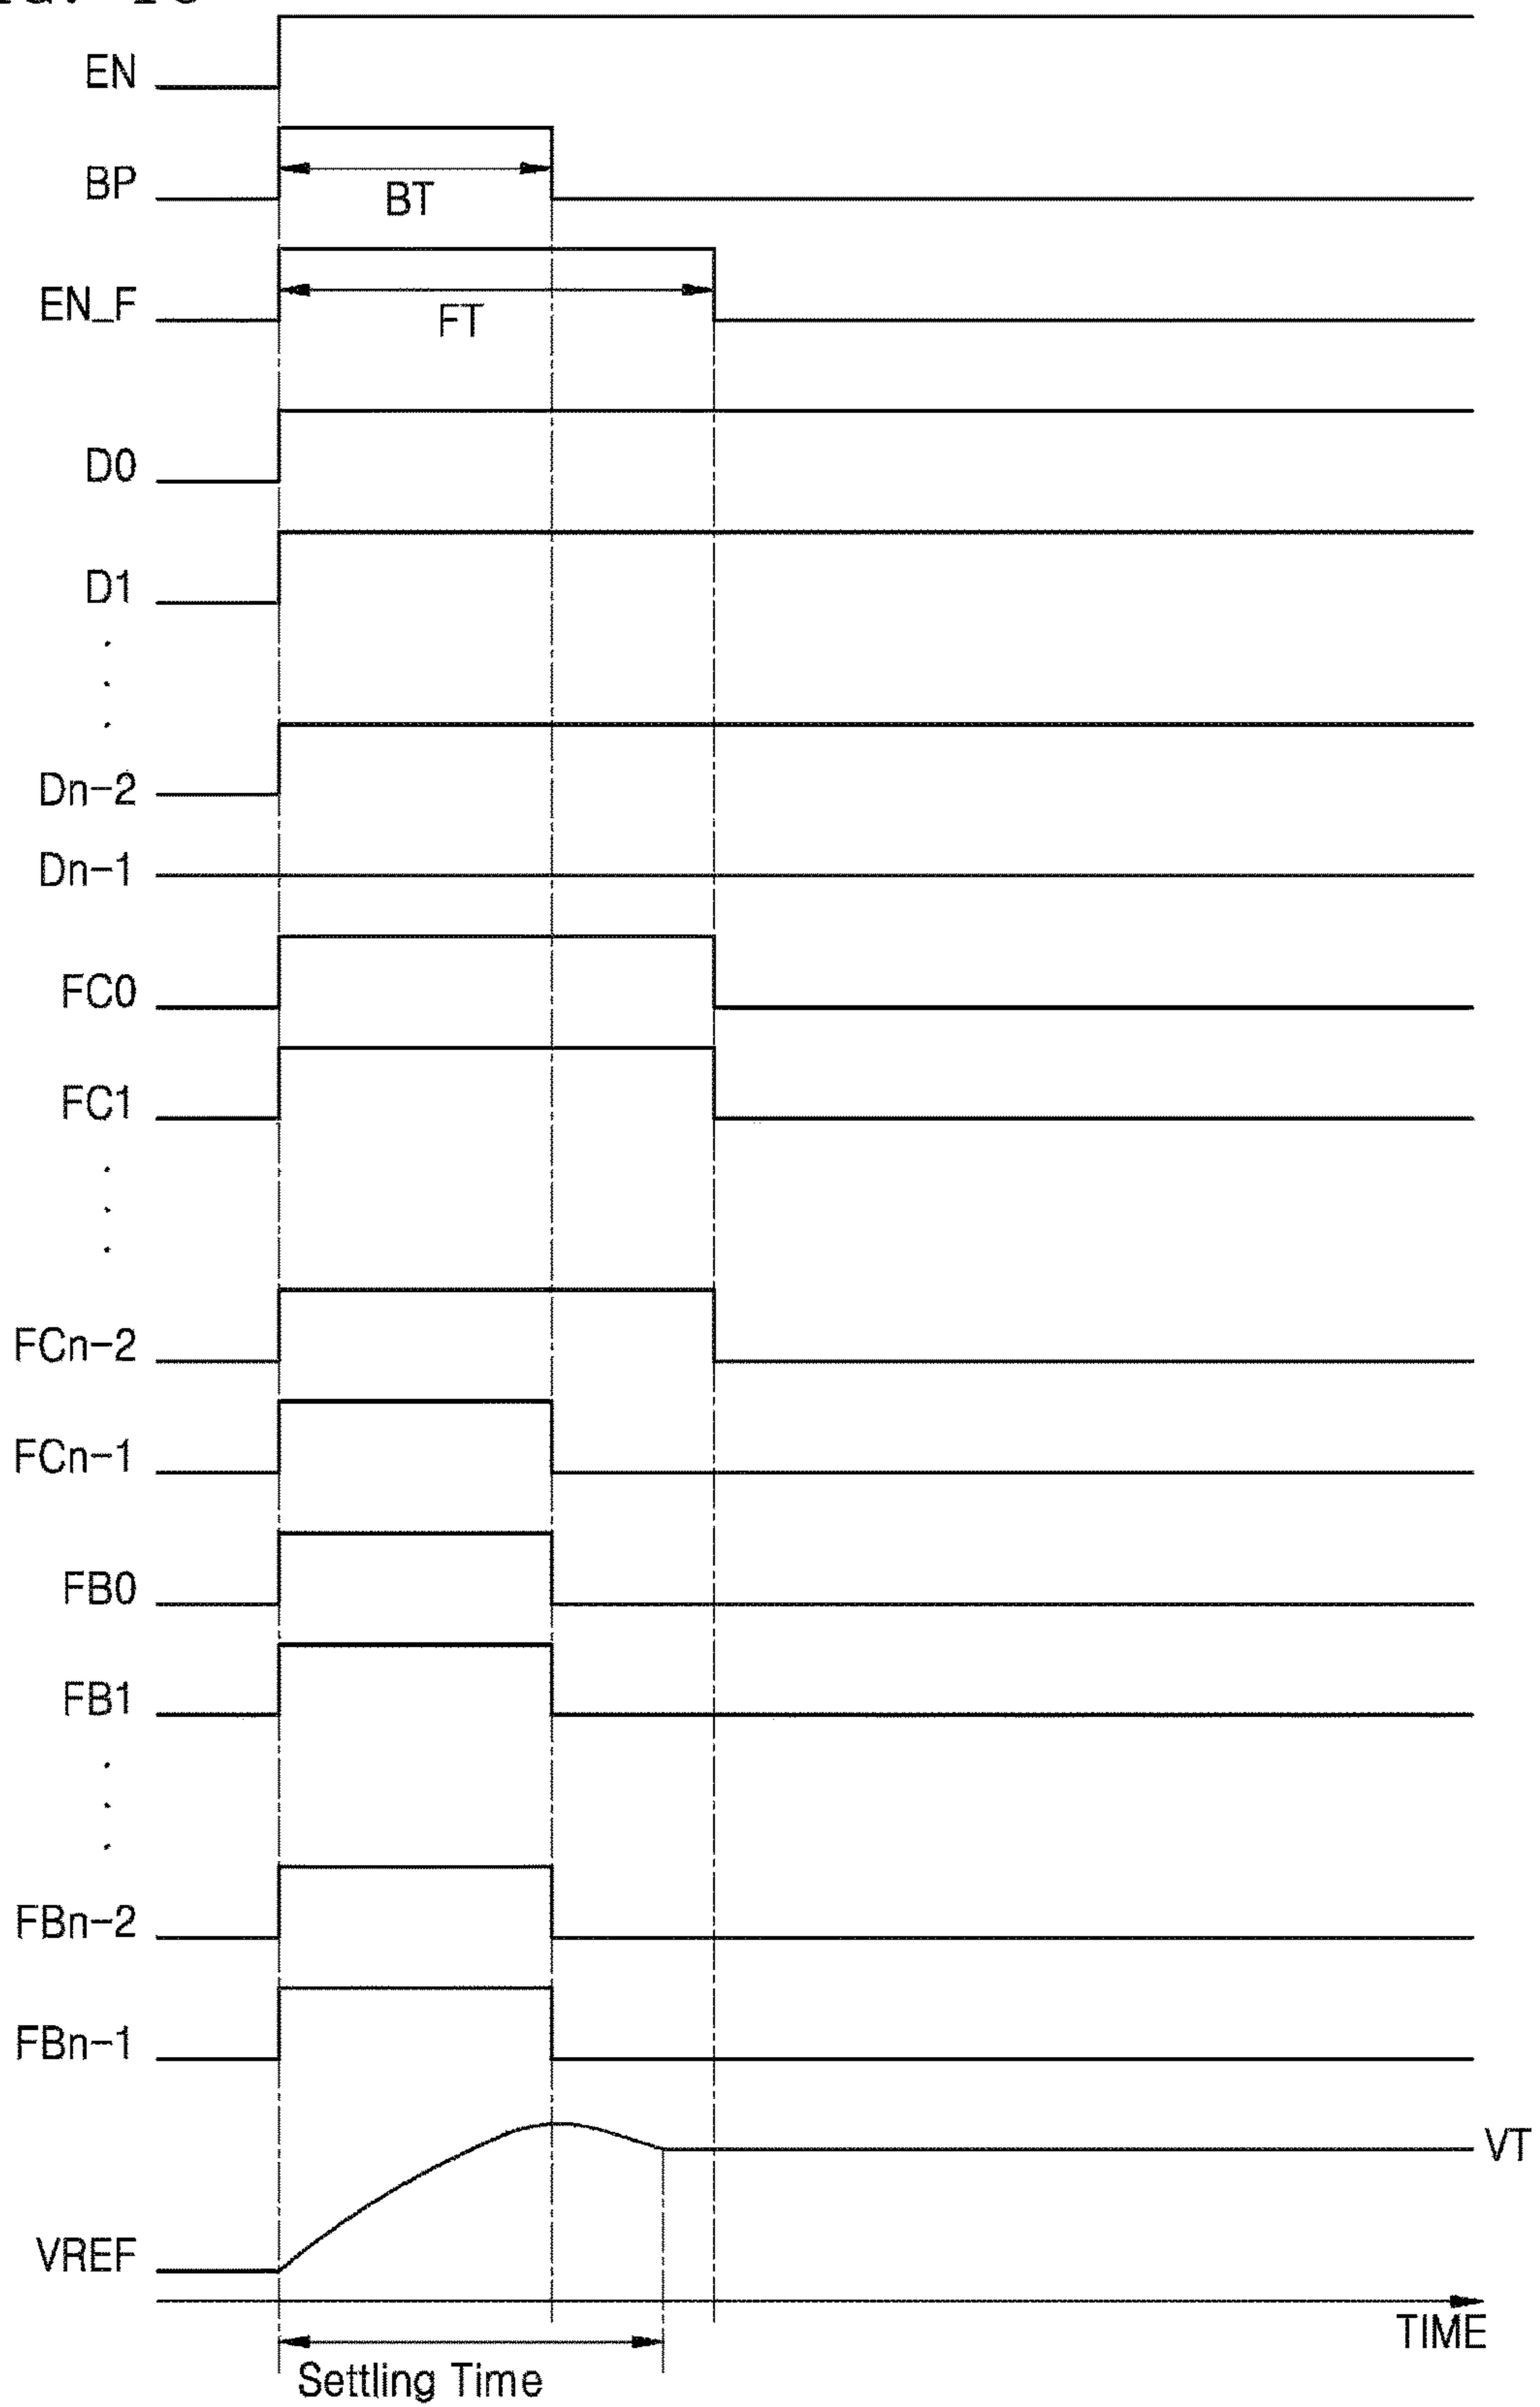 EN
BP
BT
EN_F
FT
D0
D1
Dn-2
Dn-1
FC0
FC1
FCn-2
FCn-1
FB0
FB1
FBn-2
FBn-1
VT
VREF
TIME
Settling Time